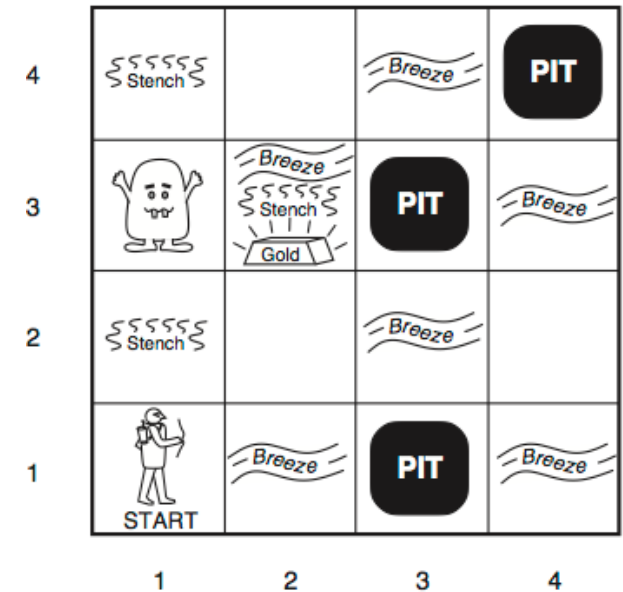 4
Stench
Breeze
PIT
3
Breeze
Stench
Gold
PIT
Breeze
2
Stench
Breeze
1
START
Breeze
PIT
Breeze
1 2 3 4